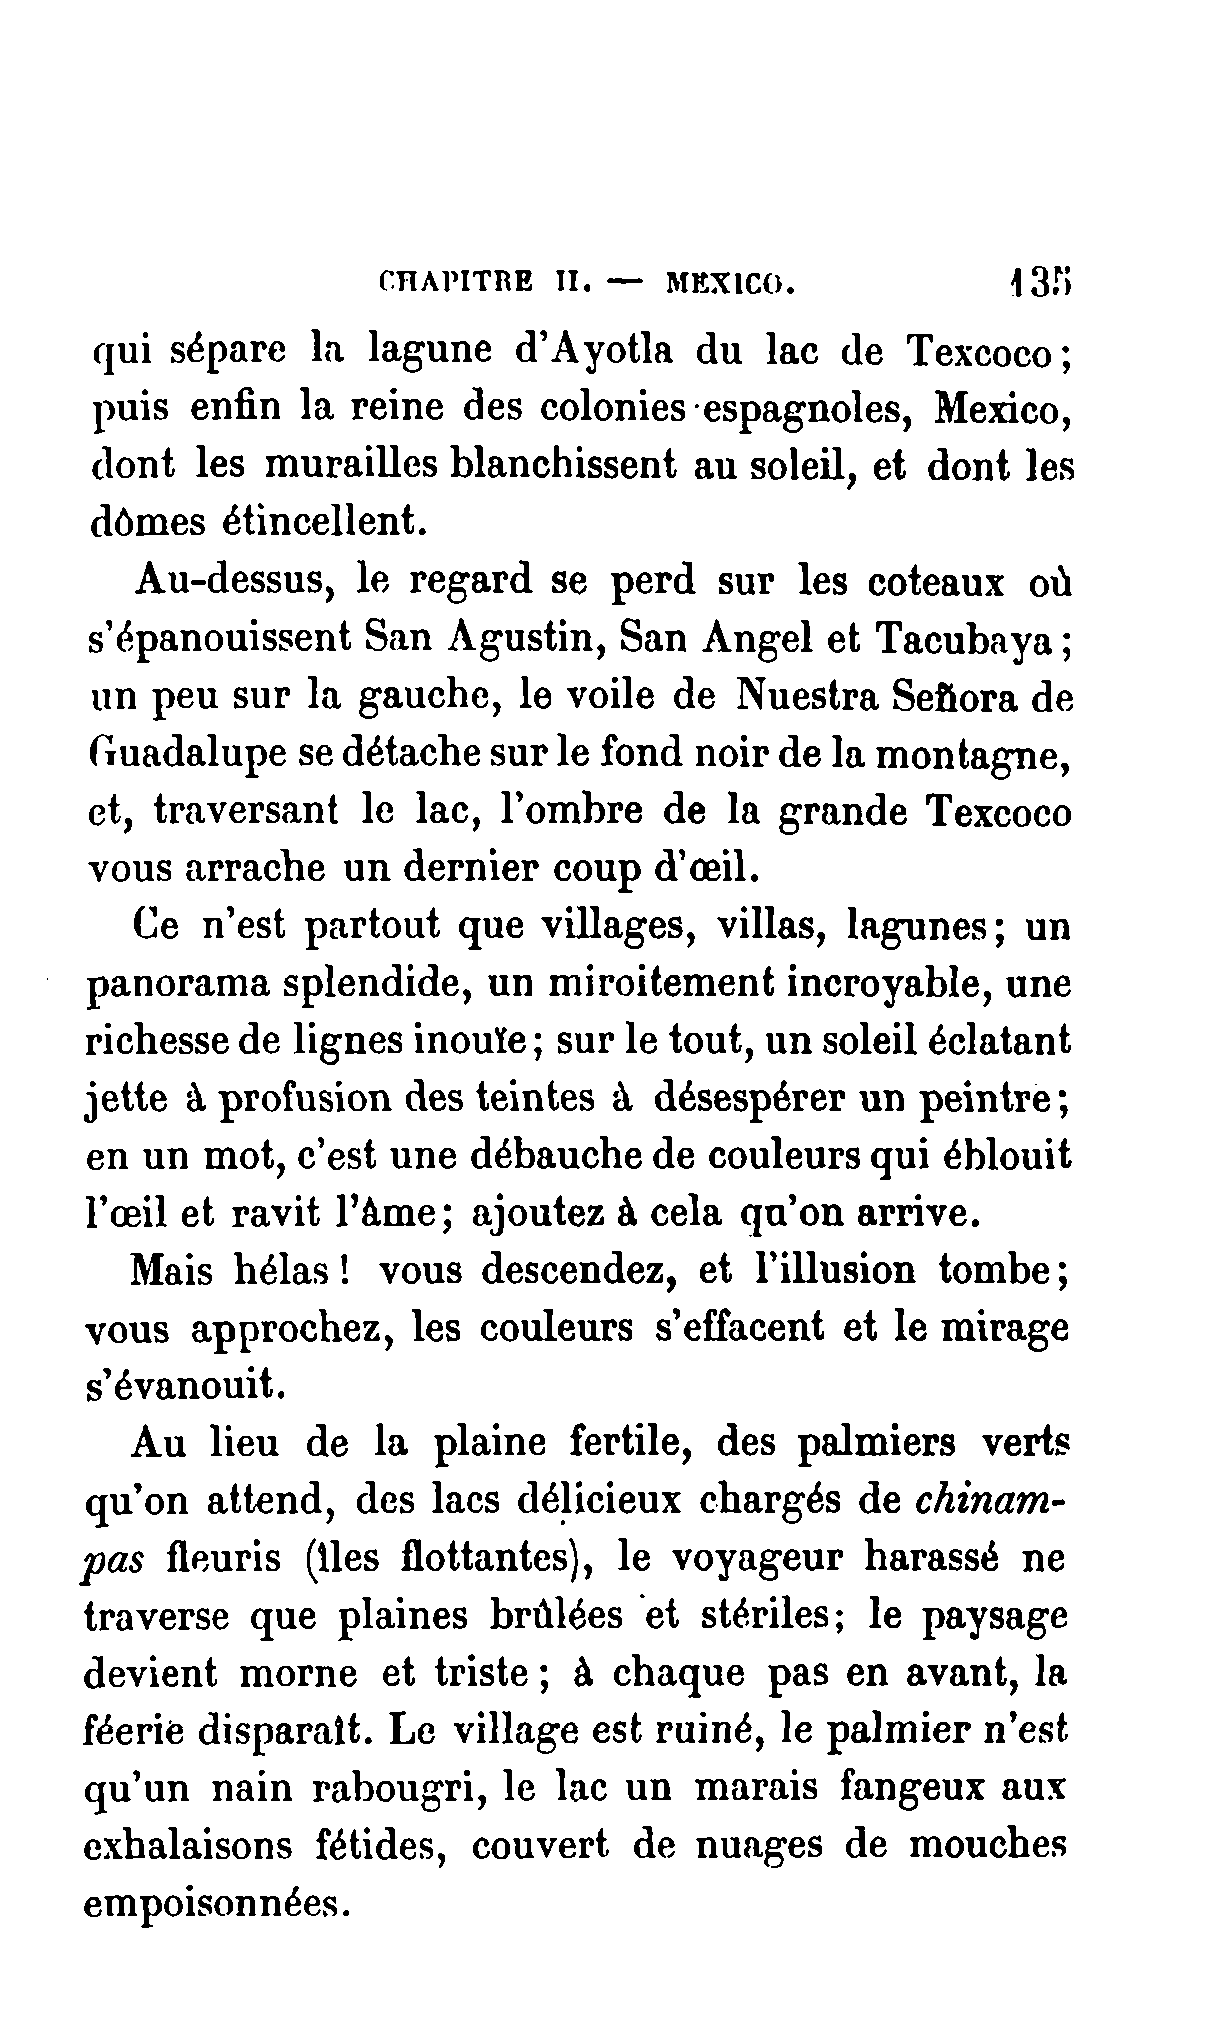 CHAPITRE II. — MEXICO. 135
qui sépare la lagune d'Ayotla du lac de Texcoco;
puis enfin la reine des colonies espagnoles, Mexico,
dont les murailles blanchissent au soleil, et dont les
dômes étincellent.
Au-dessus, le regard se perd sur les coteaux où
s'épanouissent San Agustin, San Angel et Tacubaya;
un peu sur la gauche, le voile de Nuestra Señora de
Guadalupe se détache sur le fond noir de la montagne,
et, traversant le lac, l'ombre de la grande Texcoco
vous arrache un dernier coup d'œil.
Ce n'est partout que villages, villas, lagunes; un
panorama splendide, un miroitement incroyable, une
richesse de lignes inouïe; sur le tout, un soleil éclatant
jette à profusion des teintes à désespérer un peintre;
en un mot, c'est une débauche de couleurs qui éblouit
l'œil et ravit l'âme; ajoutez à cela qu'on arrive.
Mais hélas! vous descendez, et l'illusion tombe;
vous approchez, les couleurs s'effacent et le mirage
s'évanouit.
Au lieu de la plaine fertile, des palmiers verts
qu'on attend, des lacs délicieux chargés de chinam-
pas fleuris (îles flottantes), le voyageur harassé ne
traverse que plaines brûlées et stériles; le paysage
devient morne et triste; à chaque pas en avant, la
féerie disparaît. Le village est ruiné, le palmier n'est
qu'un nain rabougri, le lac un marais fangeux aux
exhalaisons fétides, couvert de nuages de mouches
empoisonnées.